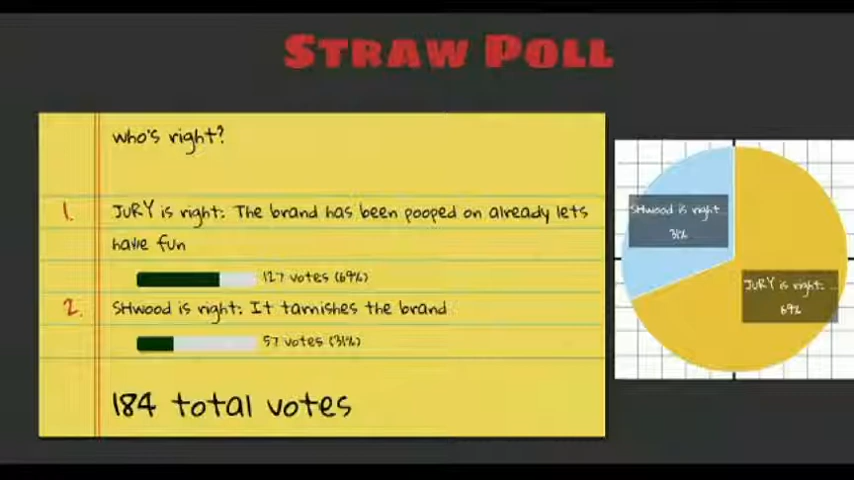 STRAW POLL
who's right?
1. JURY is right: The brand has been pooped on already lets
have fun
127 votes (69%)
2. SHwood is right: It tarnishes the brand
57 votes (31%)
184 total votes
SHwood is right
31%
JURY is right: ...
69%